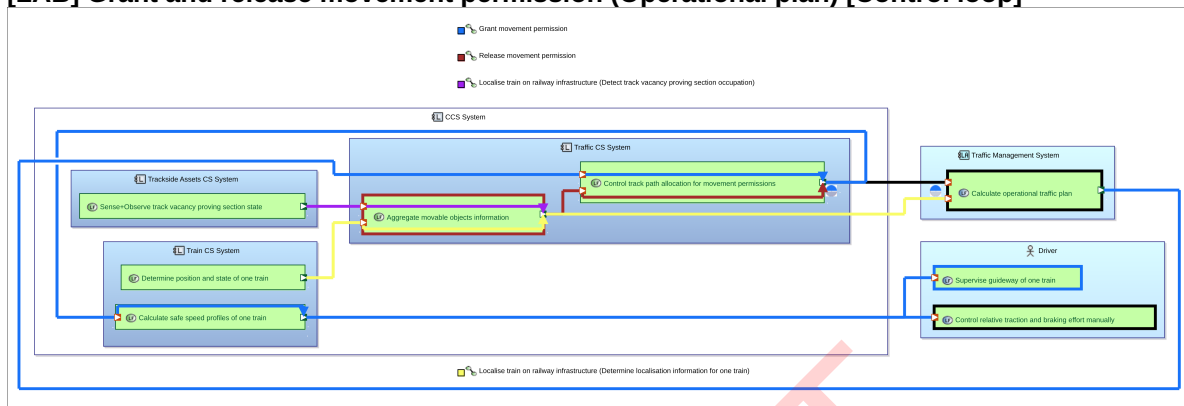 [LAB] Grant and release movement permission (Operational plan) [Control loop]
Grant movement permission
Release movement permission
Localise train on railway infrastructure (Detect track vacancy proving section occupation)
CCS System
Traffic CS System
Traffic Management System
Trackside Assets CS System
Control track path allocation for movement permissions
Calculate operational traffic plan
Sense+Observe track vacancy proving section state
Aggregate movable objects information
Train CS System
Driver
Determine position and state of one train
Supervise guideway of one train
Calculate safe speed profiles of one train
Control relative traction and braking effort manually
Localise train on railway infrastructure (Determine localisation information for one train)